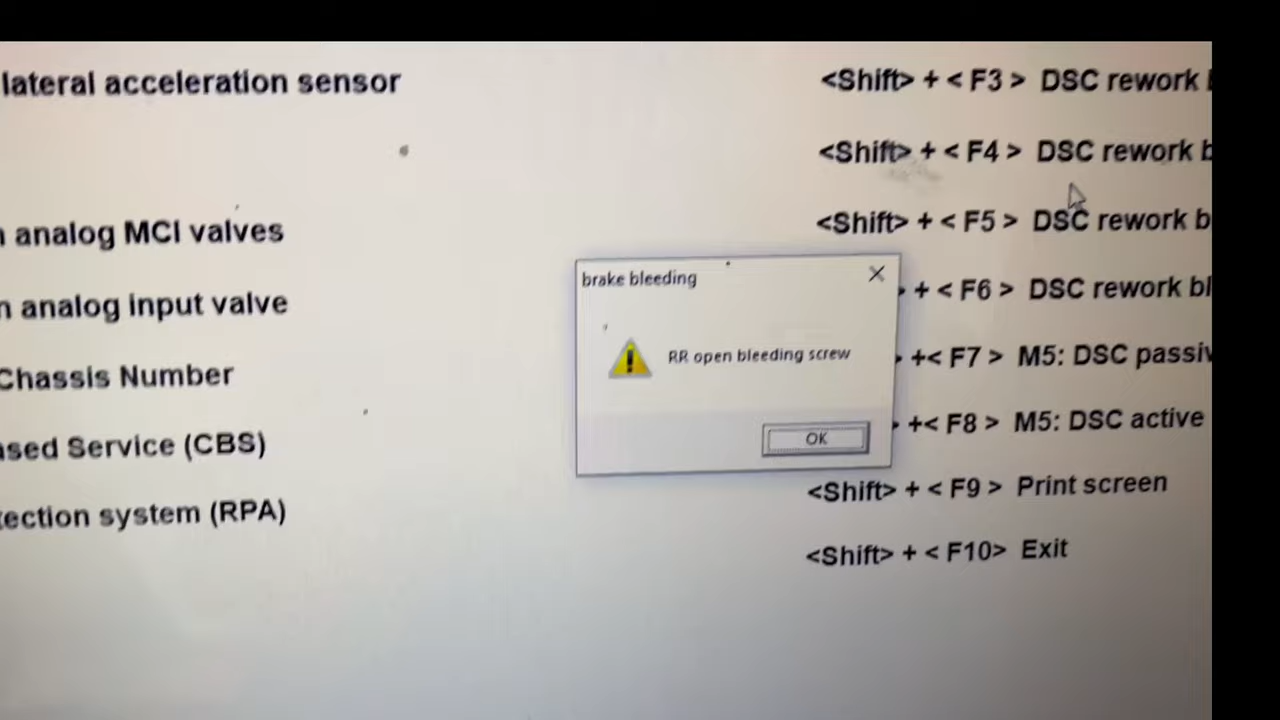 lateral acceleration sensor
analog MCI valves
analog input valve
Chassis Number
Service (CBS)
system (RPA)
<Shift> + < F3 > DSC rework
<Shift> + < F4 > DSC rework
<Shift> + < F5 > DSC rework
+ < F6 > DSC rework
+< F7 > M5: DSC
+< F8 > M5: DSC active
<Shift> + < F9 > Print screen
<Shift> + < F10> Exit
brake bleeding
RR open bleeding screw
OK